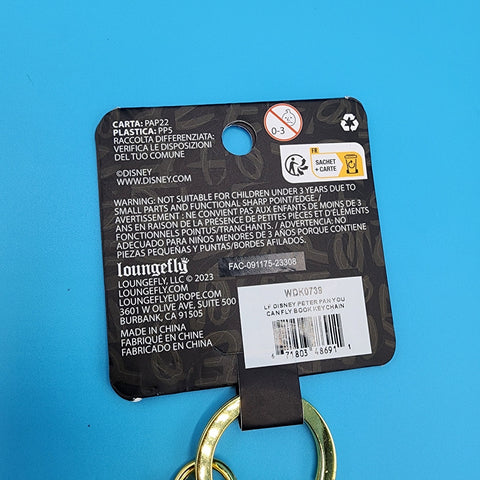 CARTA: PAP22
PLASTICA: PP5
RACCOLTA DIFFERENZIATA:
VERIFICA LE DISPOSIZIONI
DEL TUO COMUNE
0-3
FR
SACHET
+ CARTE
©DISNEY
WWW.DISNEY.COM
WARNING: NOT SUITABLE FOR CHILDREN UNDER 3 YEARS DUE TO
SMALL PARTS AND FUNCTIONAL SHARP POINT/EDGE. /
AVERTISSEMENT : NE CONVIENT PAS AUX ENFANTS DE MOINS DE 3
ANS EN RAISON DE LA PRÉSENCE DE PETITES PIÈCES ET D'ÉLÉMENTS
FONCTIONNELS POINTUS/TRANCHANTS. / ADVERTENCIA: NO
ADECUADO PARA NIÑOS MENORES DE 3 AÑOS PORQUE CONTIENE
PIEZAS PEQUENAS Y PUNTAS/BORDES AFILADOS.
loungefly
FAC-091175-23308
LOUNGEFLY, LLC © 2023
LOUNGEFLY.COM
LOUNGEFLYEUROPE.COM
3601 W OLIVE AVE. SUITE 500
BURBANK, CA 91505
MADE IN CHINA
FABRIQUÉ EN CHINE
FABRICADO EN CHINA
WDK0738
LF DISNEY PETER PAN YOU
CAN FLY BOOK KEYCHAIN
6 71803 48691 1